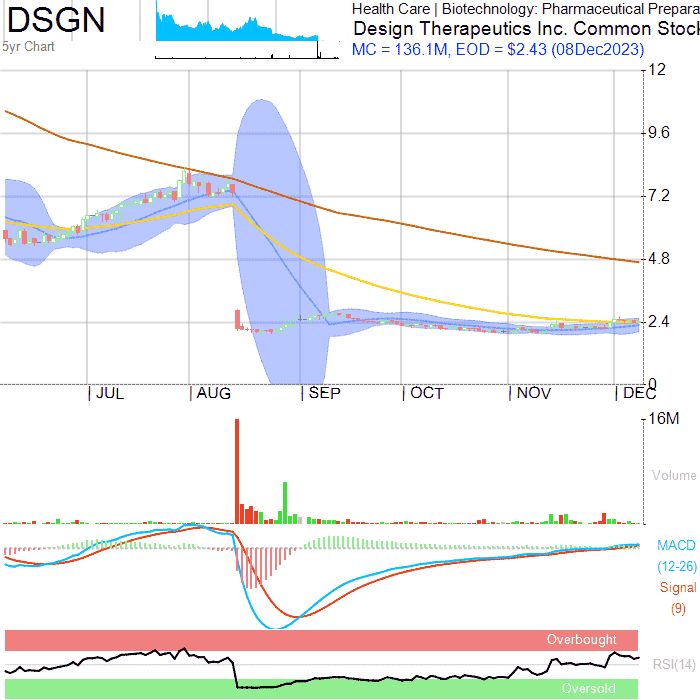 DSGN
5yr Chart
Health Care | Biotechnology: Pharmaceutical Prepara
Design Therapeutics Inc. Common Stock
MC = 136.1M, EOD = $2.43 (08Dec2023)
12
9.6
7.2
4.8
2.4
0
JUL
AUG
SEP
OCT
NOV
DEC
16M
Volume
MACD
(12-26)
Signal
(9)
Overbought
RSI(14)
Oversold